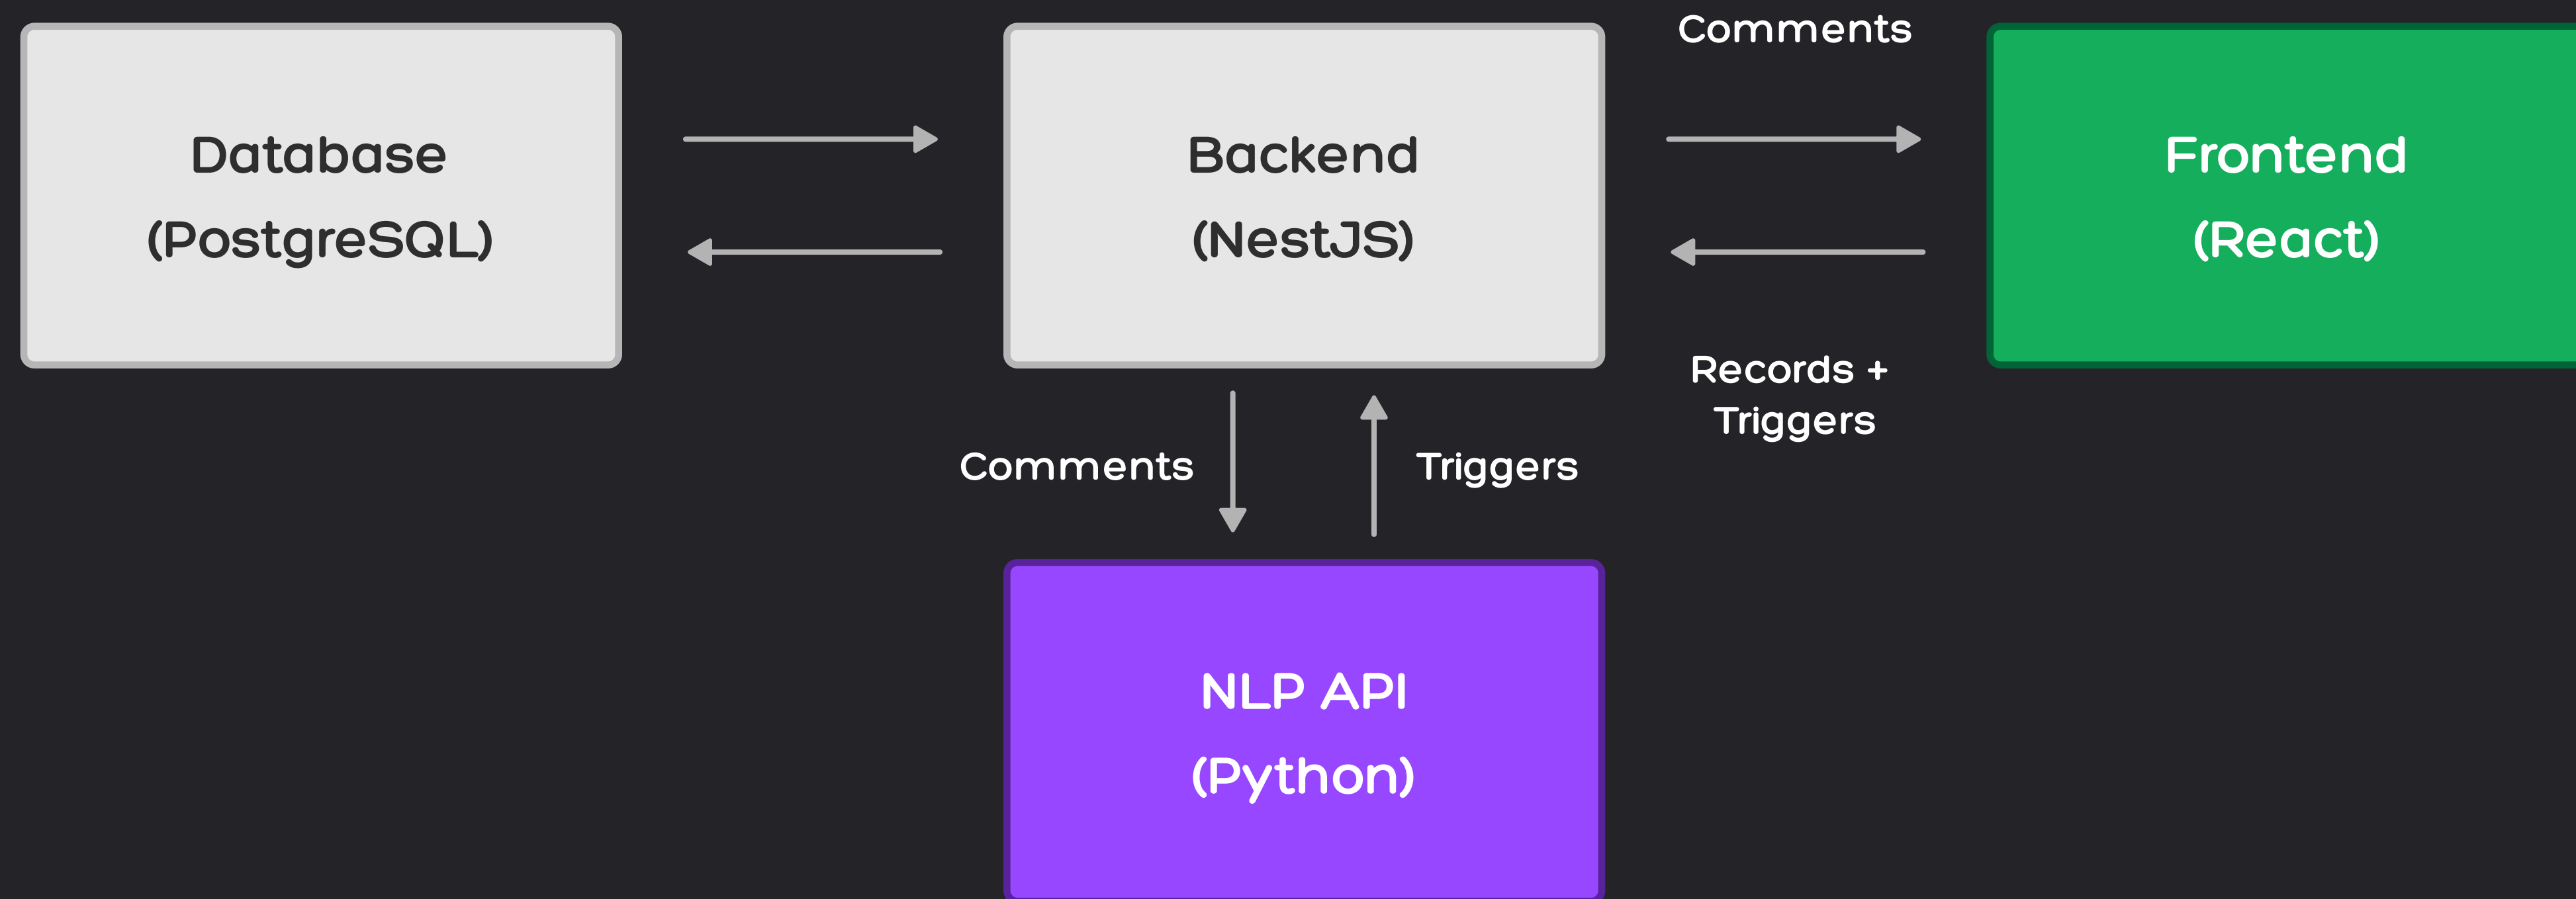 Comments
Database
(PostgreSQL)
Backend
(NestJS)
Frontend
(React)
Records +
Triggers
Comments
Triggers
NLP API
(Python)